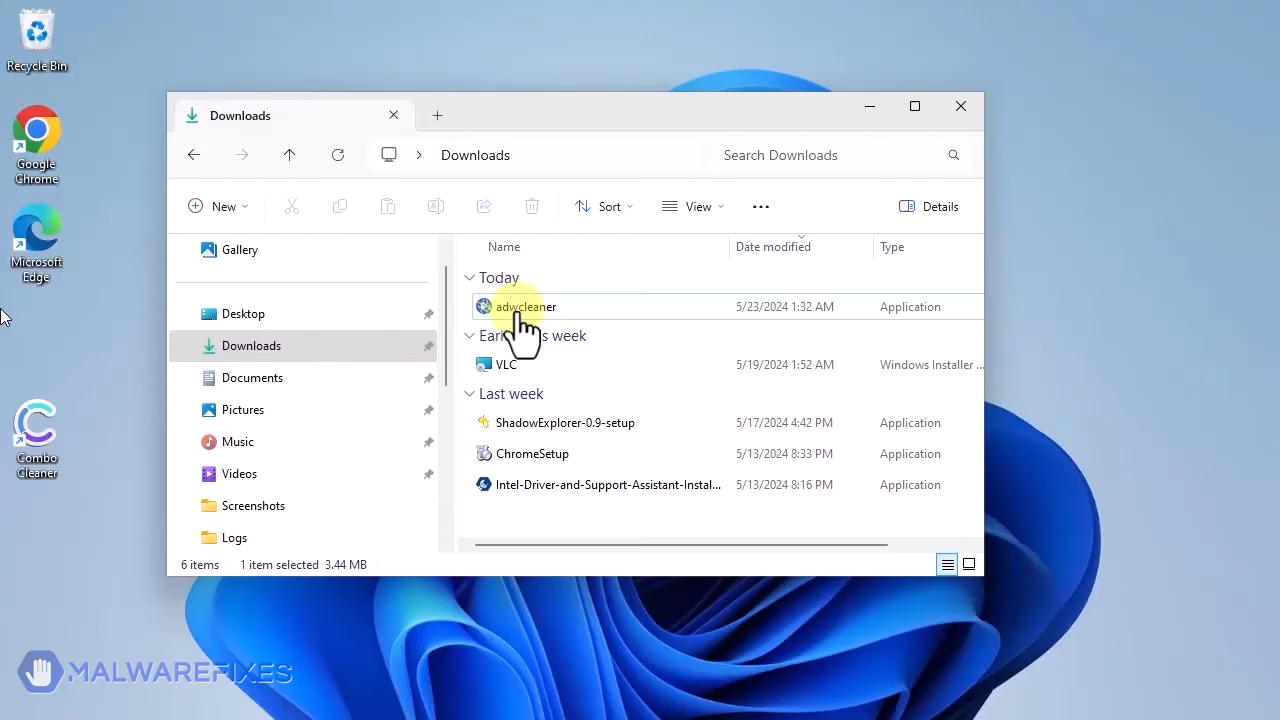 Recycle Bin
Google
Chrome
Microsoft
Edge
Combo
Cleaner
Downloads
Downloads
Search Downloads
New
Sort
View
Details
Gallery
Desktop
Downloads
Documents
Pictures
Music
Videos
Screenshots
Logs
Name Date modified Type
Today
adwcleaner 5/23/2024 1:32 AM Application
Earl s week
VLC 5/19/2024 1:52 AM Windows Installer ...
Last week
ShadowExplorer-0.9-setup 5/17/2024 4:42 PM Application
ChromeSetup 5/13/2024 8:33 PM Application
Intel-Driver-and-Support-Assistant-Instal... 5/13/2024 8:16 PM Application
6 items 1 item selected 3.44 MB
MALWAREFIXES